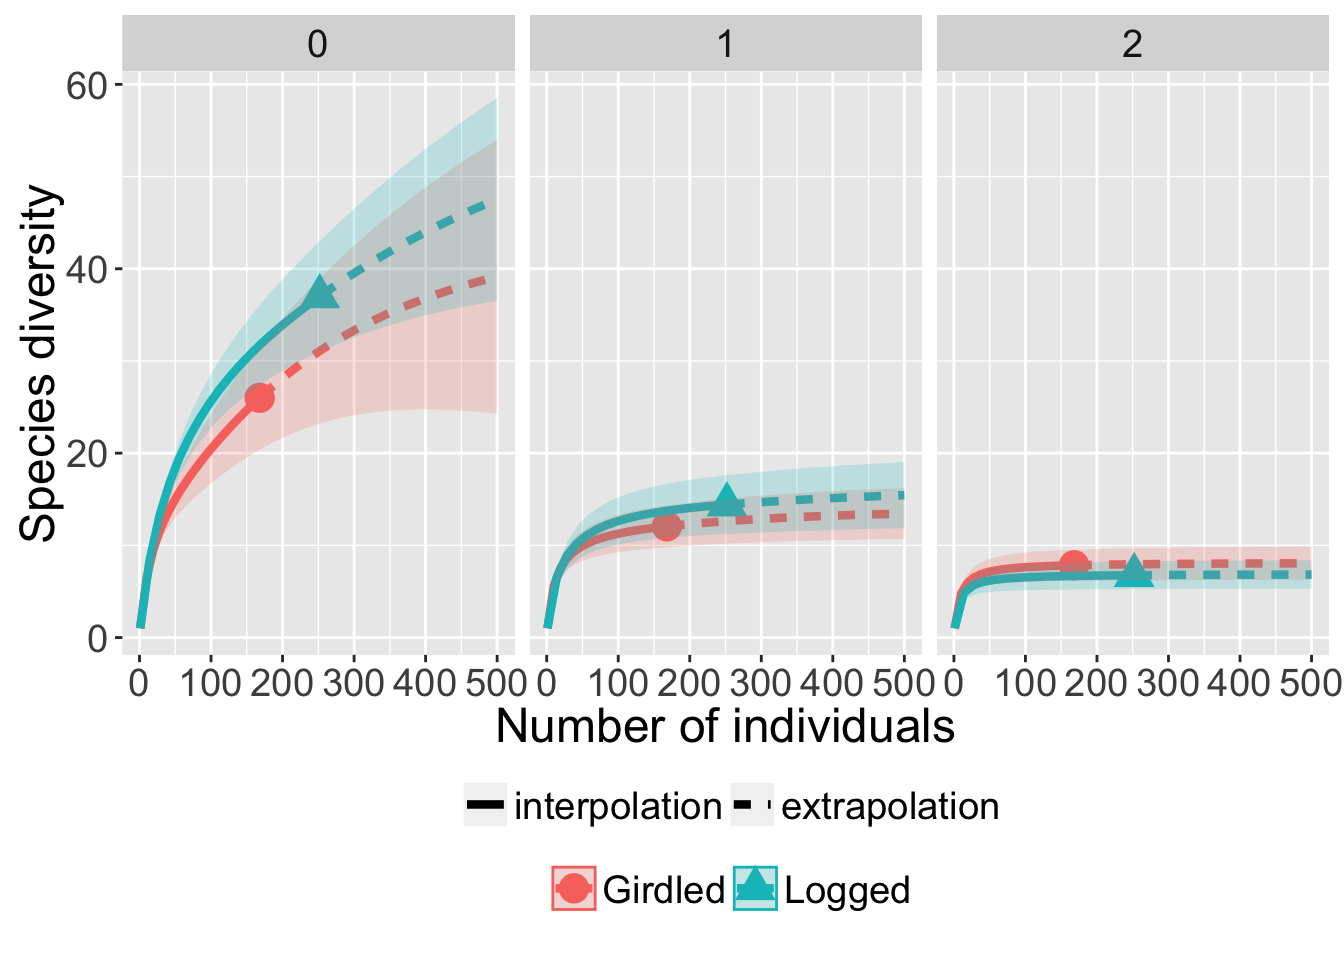 0 1 2
60
40
20
0
Species diversity
0 100 200 300 400 500 0 100 200 300 400 500 0 100 200 300 400 500
Number of individuals
interpolation extrapolation
Girdled Logged